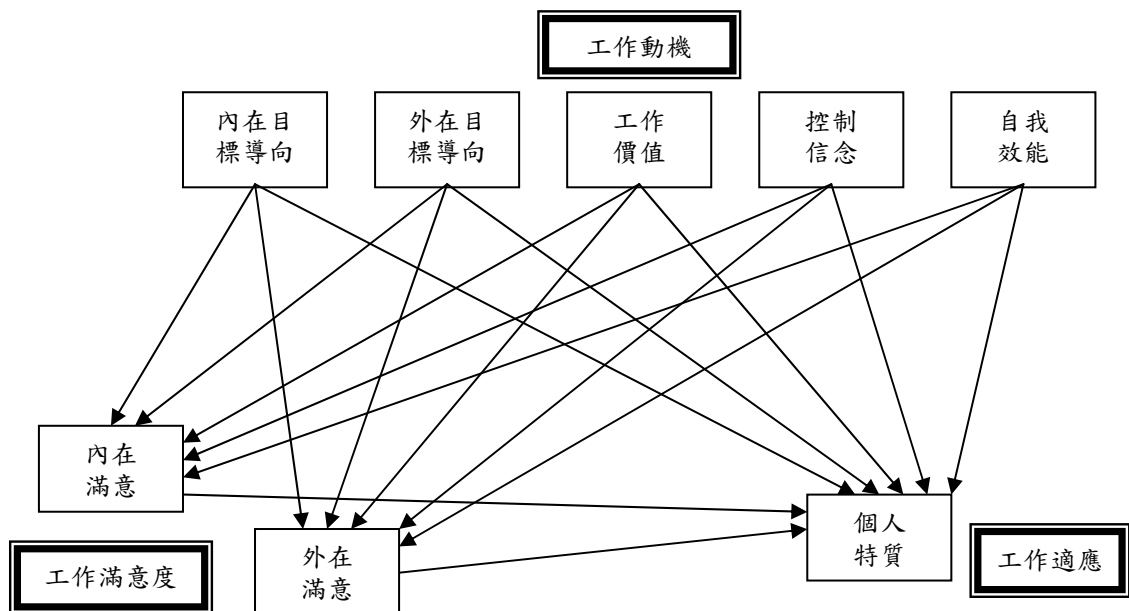 工作動機
內在目
標導向
外在目
標導向
工作
價值
控制
信念
自我
效能
內在
滿意
外在
滿意
個人
特質
工作滿意度
工作適應